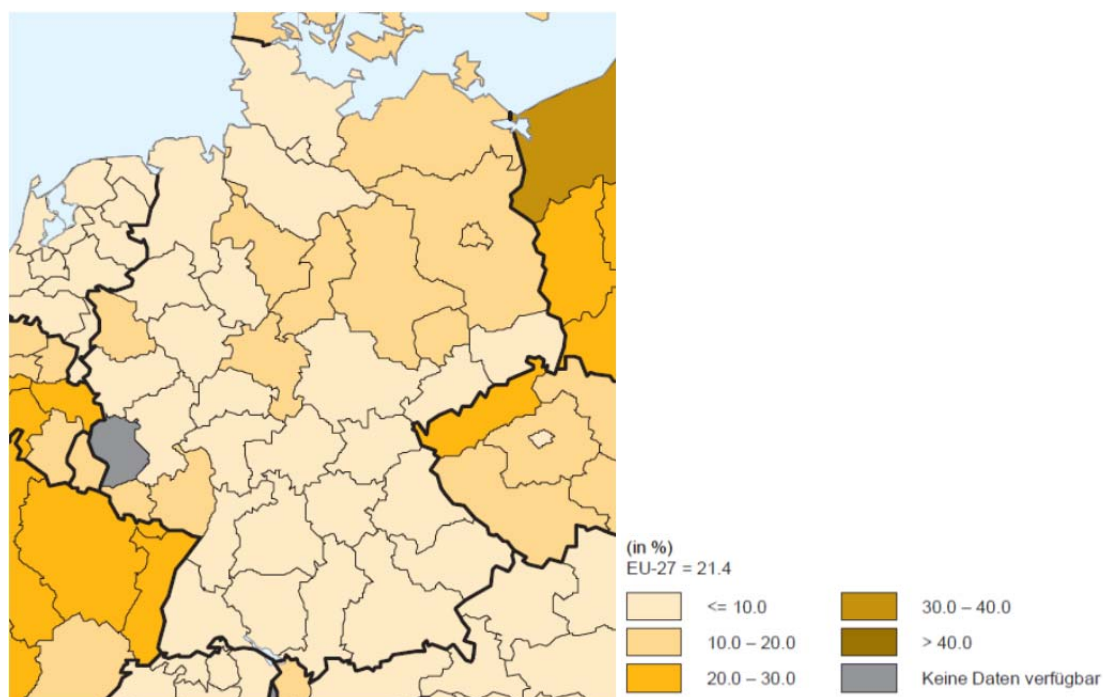 (in %)
EU-27 = 21.4
<= 10.0
10.0 – 20.0
20.0 – 30.0
30.0 – 40.0
> 40.0
Keine Daten verfügbar